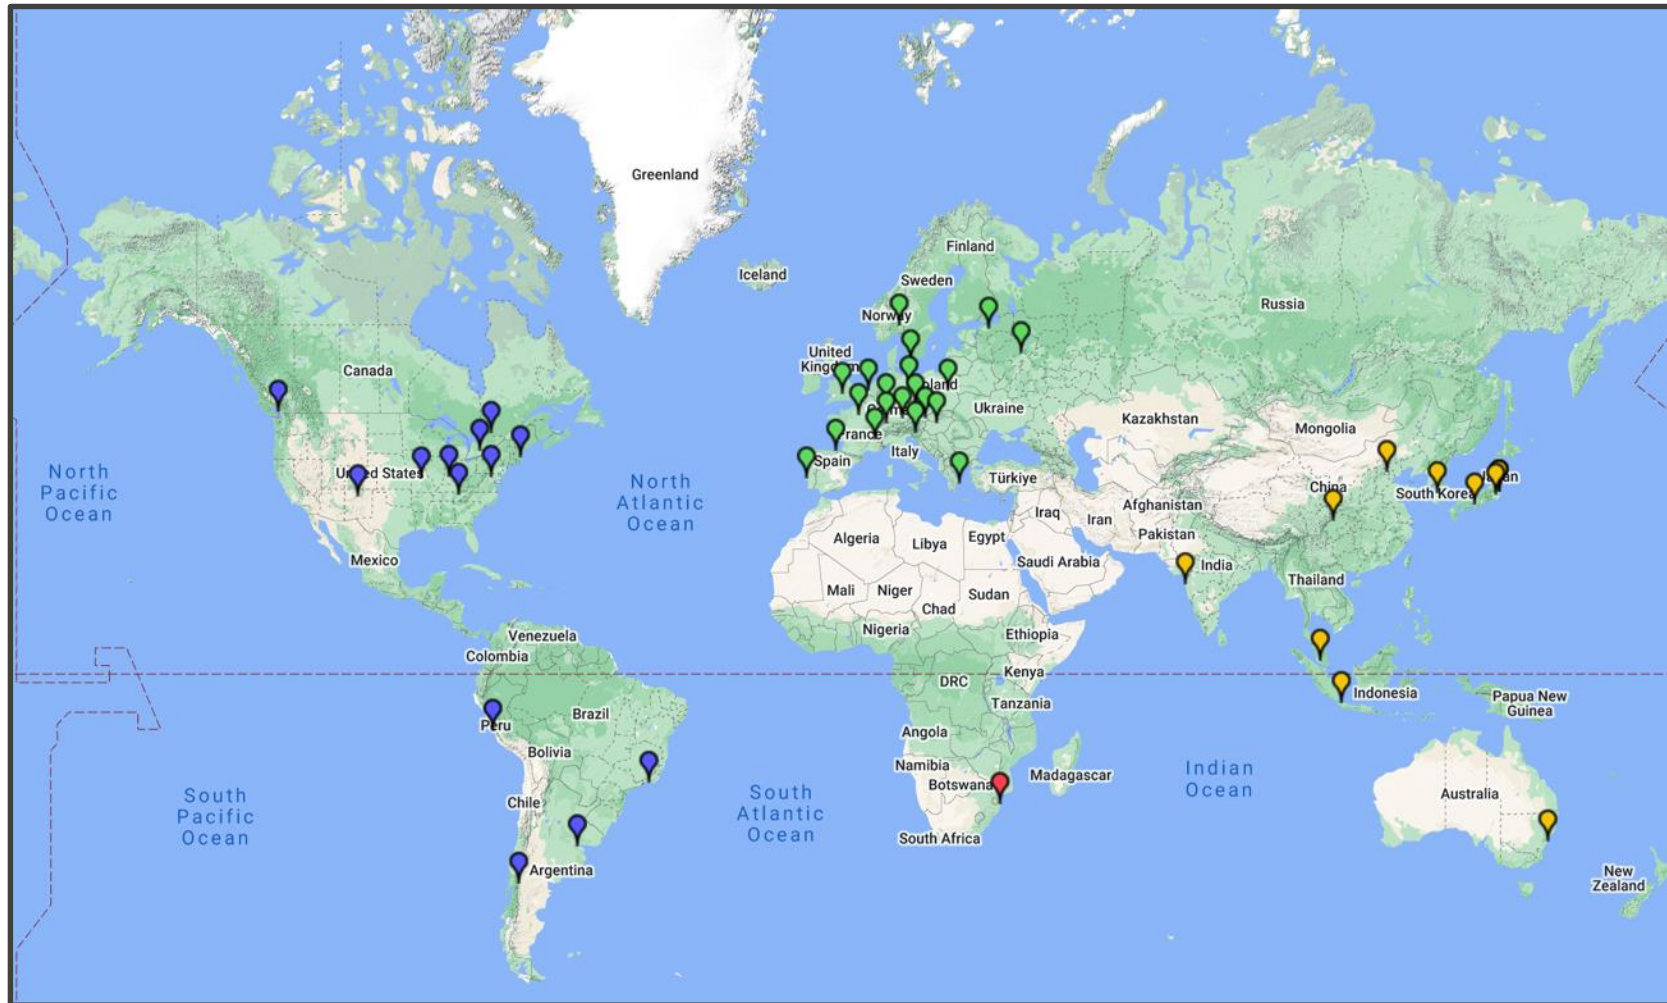 Greenland
Finland
Iceland
Sweden
Russia
Norway
United
Kingdom
Canada
Poland
Ukraine
Kazakhstan
Mongolia
France
Italy
Spain
United States
Türkiye
China
South Korea
Japan
North
Pacific
Ocean
North
Atlantic
Ocean
Afghanistan
Iraq
Iran
Pakistan
Algeria
Libya
Egypt
Saudi Arabia
India
Mexico
Thailand
Mali
Niger
Chad
Sudan
Nigeria
Ethiopia
Venezuela
Colombia
Kenya
DRC
Tanzania
Indonesia
Papua New
Guinea
Peru
Brazil
Bolivia
Angola
Namibia
Botswana
Madagascar
Indian
Ocean
Australia
South
Pacific
Ocean
Chile
South
Atlantic
Ocean
South Africa
Argentina
New
Zealand